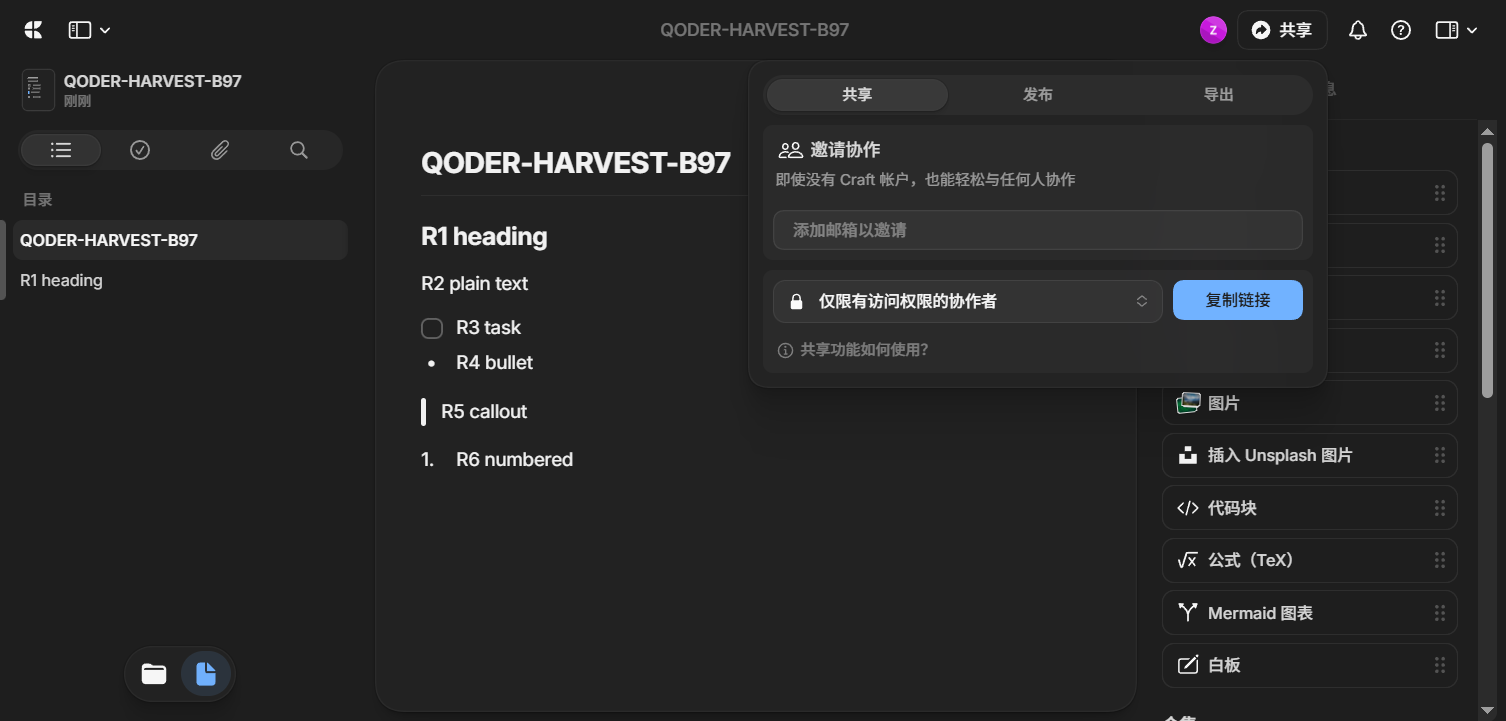 QODER-HARVEST-B97
Z
共享
QODER-HARVEST-B97
刚刚
目录
QODER-HARVEST-B97
R1 heading
QODER-HARVEST-B97
R1 heading
R2 plain text
R3 task
• R4 bullet
R5 callout
1. R6 numbered
共享
发布
导出
息
邀请协作
即使没有 Craft 帐户，也能轻松与任何人协作
添加邮箱以邀请
仅限有访问权限的协作者
复制链接
共享功能如何使用？
图片
插入 Unsplash 图片
代码块
公式（TeX）
Mermaid 图表
白板